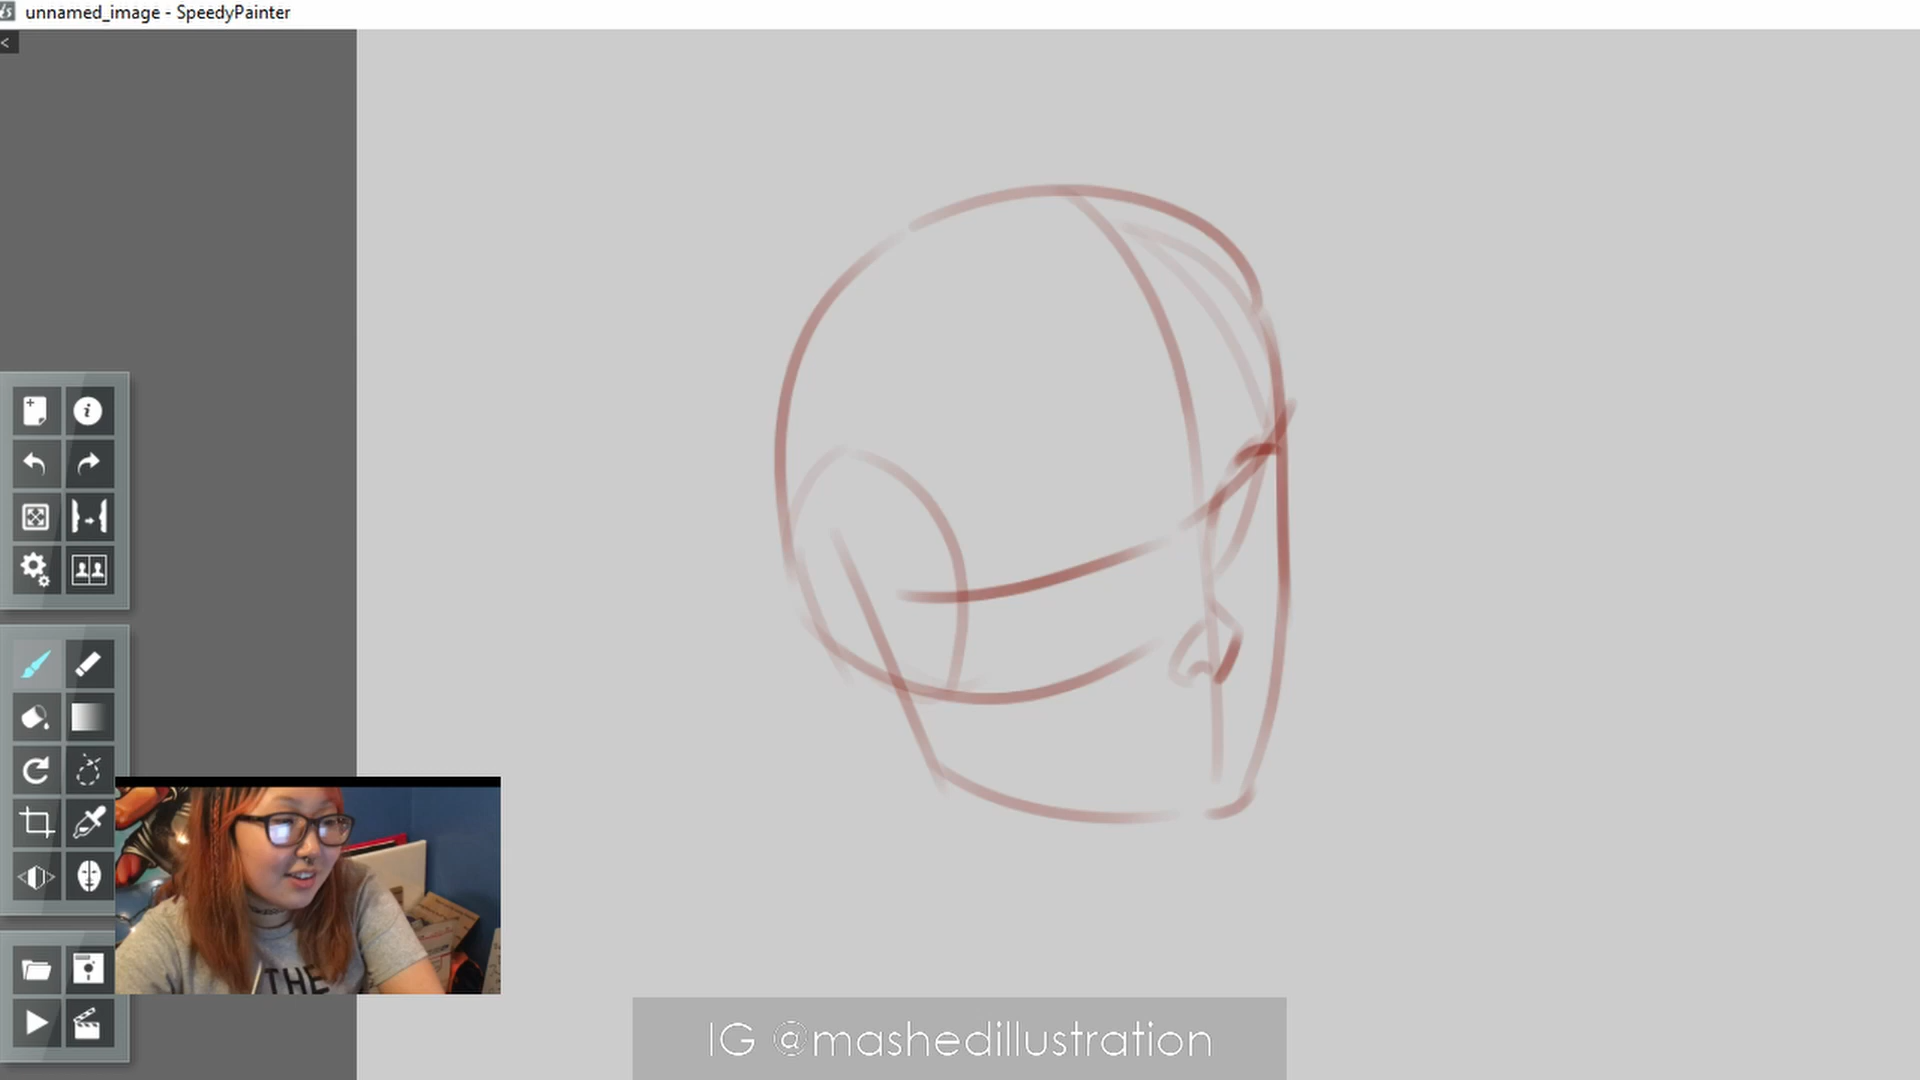 unnamed_image - SpeedyPainter
<
THE
IG @mashedillustration